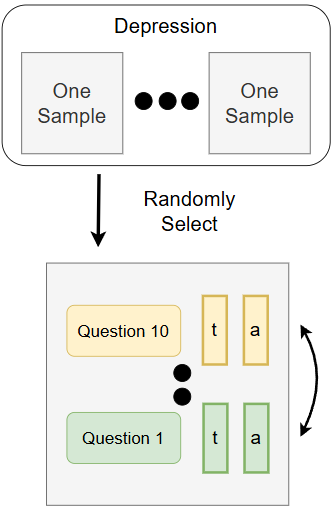 Depression
One
Sample
One
Sample
Randomly
Select
Question 10
t
a
Question 1
t
a